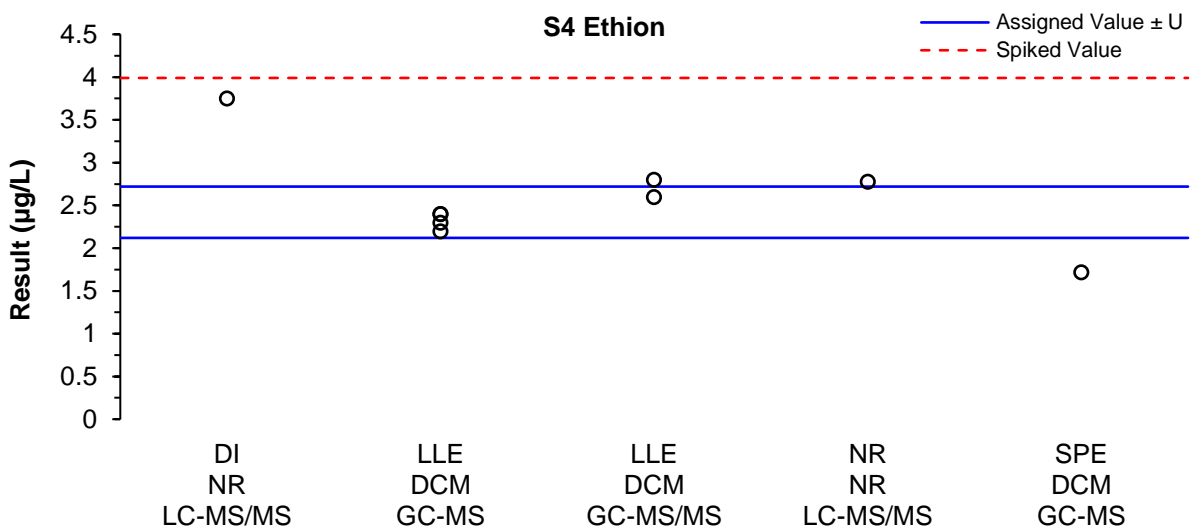 S4 Ethion
Assigned Value ± U
Spiked Value
Result (µg/L)
4.5
4
3.5
3
2.5
2
1.5
1
0.5
0
DI
NR
LC-MS/MS
LLE
DCM
GC-MS
LLE
DCM
GC-MS/MS
NR
NR
LC-MS/MS
SPE
DCM
GC-MS